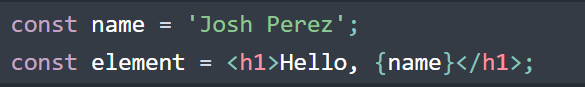 const name = 'Josh Perez';
const element = <h1>Hello, {name}</h1>;